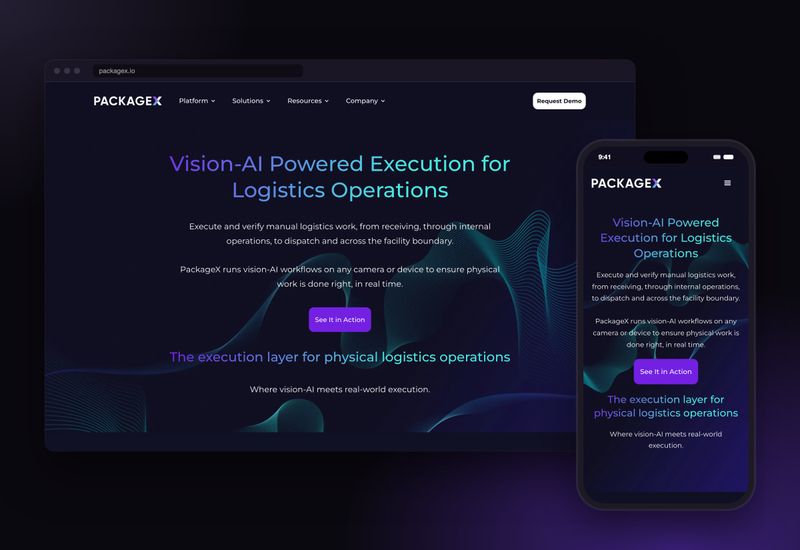 packagex.io
PACKAGEX
Platform
Solutions
Resources
Company
Request Demo
Vision-AI Powered Execution for
Logistics Operations
Execute and verify manual logistics work, from receiving, through internal
operations, to dispatch and across the facility boundary.
PackageX runs vision-AI workflows on any camera or device to ensure physical
work is done right, in real time.
See It in Action
The execution layer for physical logistics operations
Where vision-AI meets real-world execution.
9:41
PACKAGEX
Vision-AI Powered
Execution for Logistics
Operations
Execute and verify manual logistics work,
from receiving, through internal operations,
to dispatch and across the facility boundary.
PackageX runs vision-AI workflows on any
camera or device to ensure physical work is
done right, in real time.
See It in Action
The execution layer for
physical logistics operations
Where vision-AI meets real-world
execution.